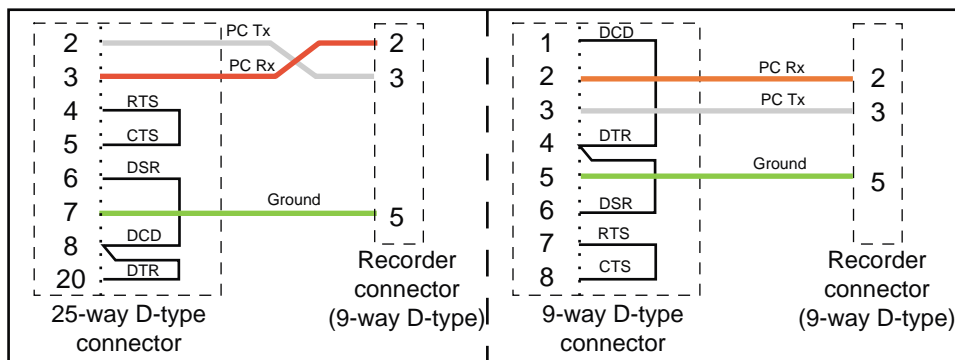 2 PC Tx 2
3 PC Rx 3
4 RTS
5 CTS
6 DSR
7 Ground 5
8 DCD
20 DTR
25-way D-type
connector
Recorder
connector
(9-way D-type)
1 DCD
2 PC Rx 2
3 PC Tx 3
4 DTR
5 Ground 5
6 DSR
7 RTS
8 CTS
9-way D-type
connector
Recorder
connector
(9-way D-type)